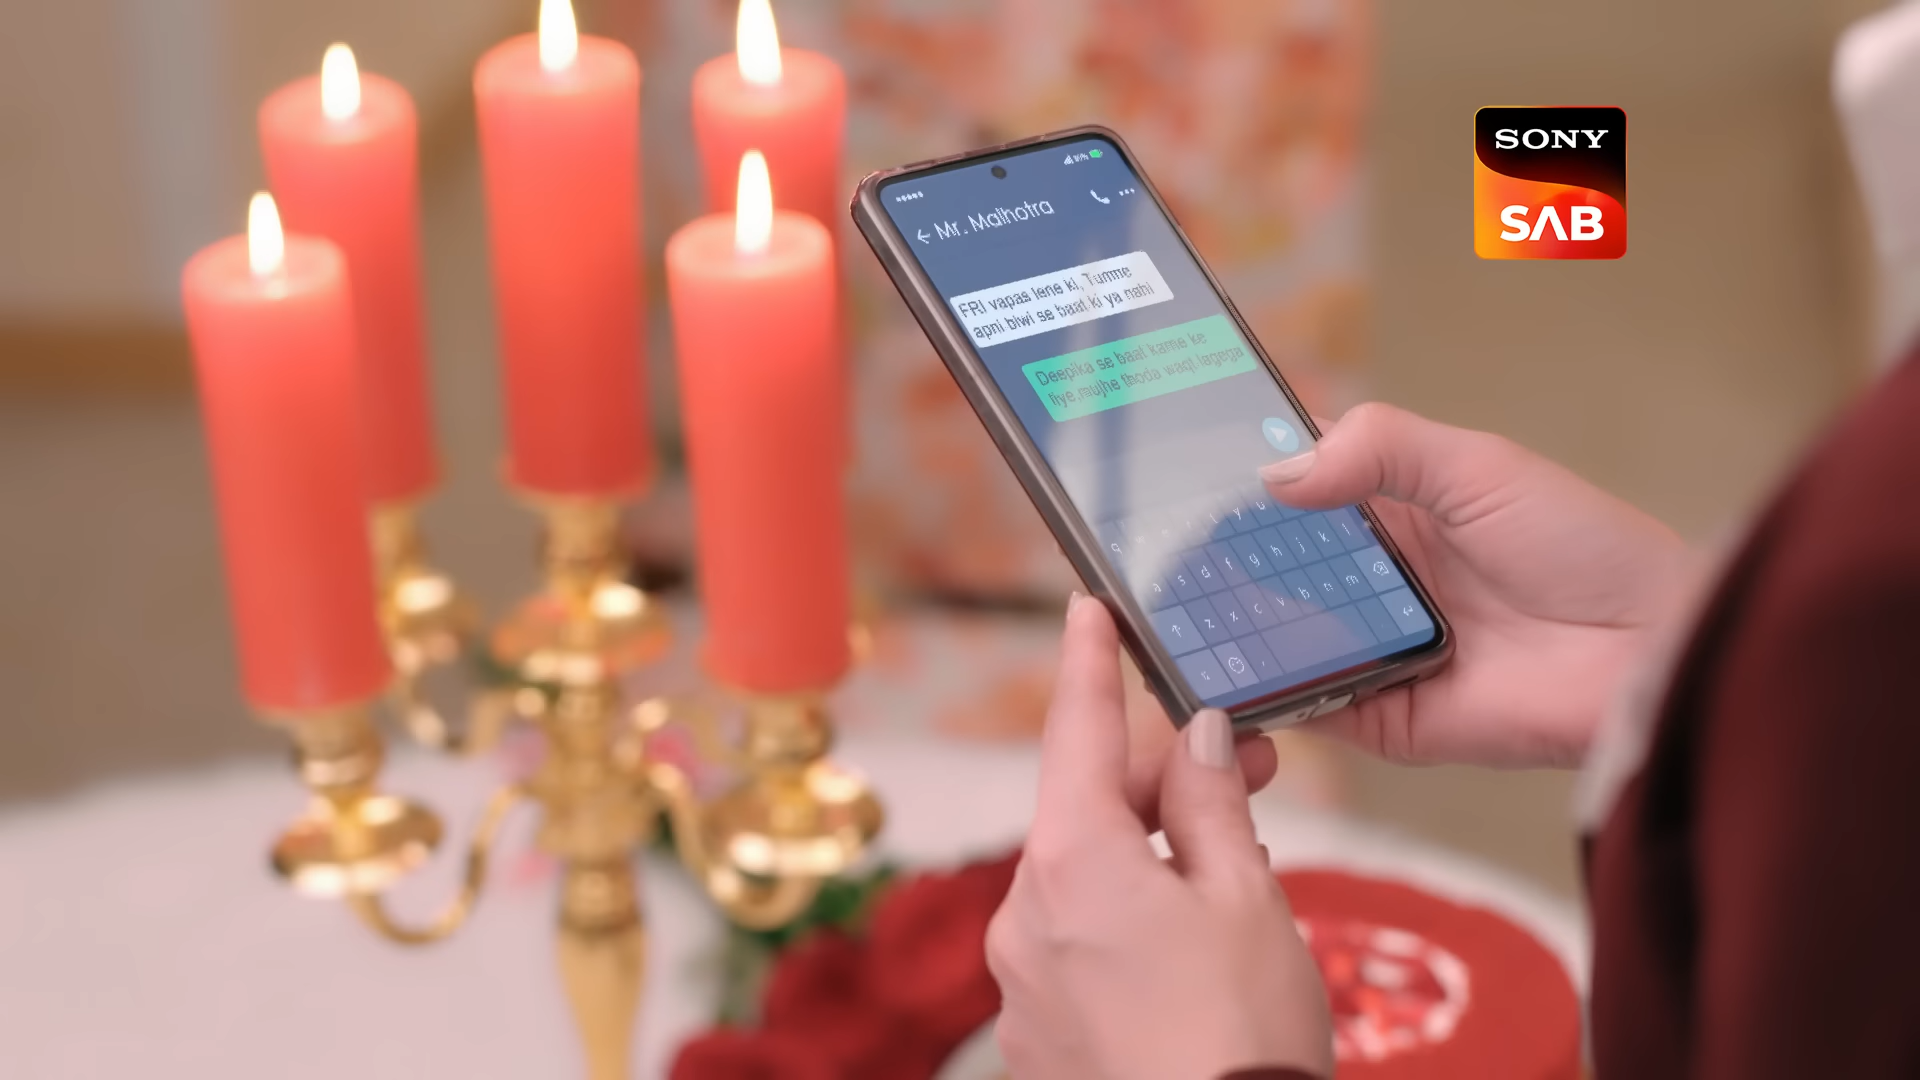 SONY
SAB
Mr. Malhotra
FRI vapas lene ki, Tumne
apni biwi se baat ki ya nahi
Deepika se baat karne ke
liye,mujhe thoda waqt lagega
a s d f g h j k l
z x c v b n m